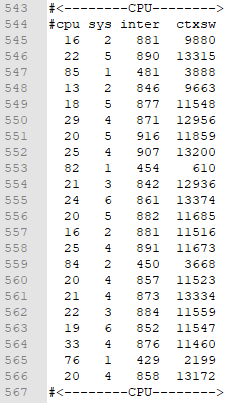 543 #<--------CPU-------->
544 #cpu sys inter ctxsw
545 16 2 881 9880
546 22 5 890 13315
547 85 1 481 3888
548 13 2 846 9663
549 18 5 877 11548
550 29 4 871 12956
551 20 5 916 11859
552 25 4 907 13200
553 82 1 454 610
554 21 3 842 12936
555 24 6 861 13374
556 20 5 882 11685
557 16 2 881 11516
558 25 4 891 11673
559 84 2 450 3668
560 20 4 857 11523
561 21 4 873 13334
562 22 3 884 11559
563 19 6 852 11547
564 33 4 876 11460
565 76 1 429 2199
566 20 4 858 13172
567 #<--------CPU-------->